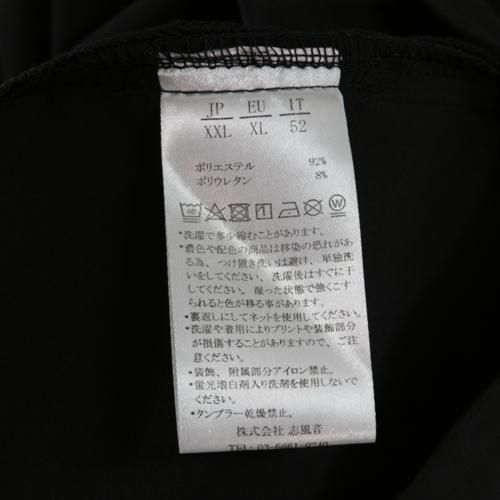 JP EU IT
XXL XL 52
ポリエステル 92%
ポリウレタン 8%
40 W
*洗濯で多少縮むことがあります。
*濃色や配色の商品は移染の恐れがあ
る為、つけ置き洗いは避け、単独洗
いをしてください、洗濯後はすぐに干
してください。湿った状態で強くこす
られると色が移る事があります。
•裏返しにしてネットを使用してください。
•洗濯や着用によりプリントや装飾部分
が損傷することがありますので、ご注
意ください。
•装飾、附属部分アイロン禁止。
•蛍光増白剤入り洗剤を使用しないで
ください。
•タンブラー乾燥禁止。
株式会社 志風音
TEL: 03-6661-9240